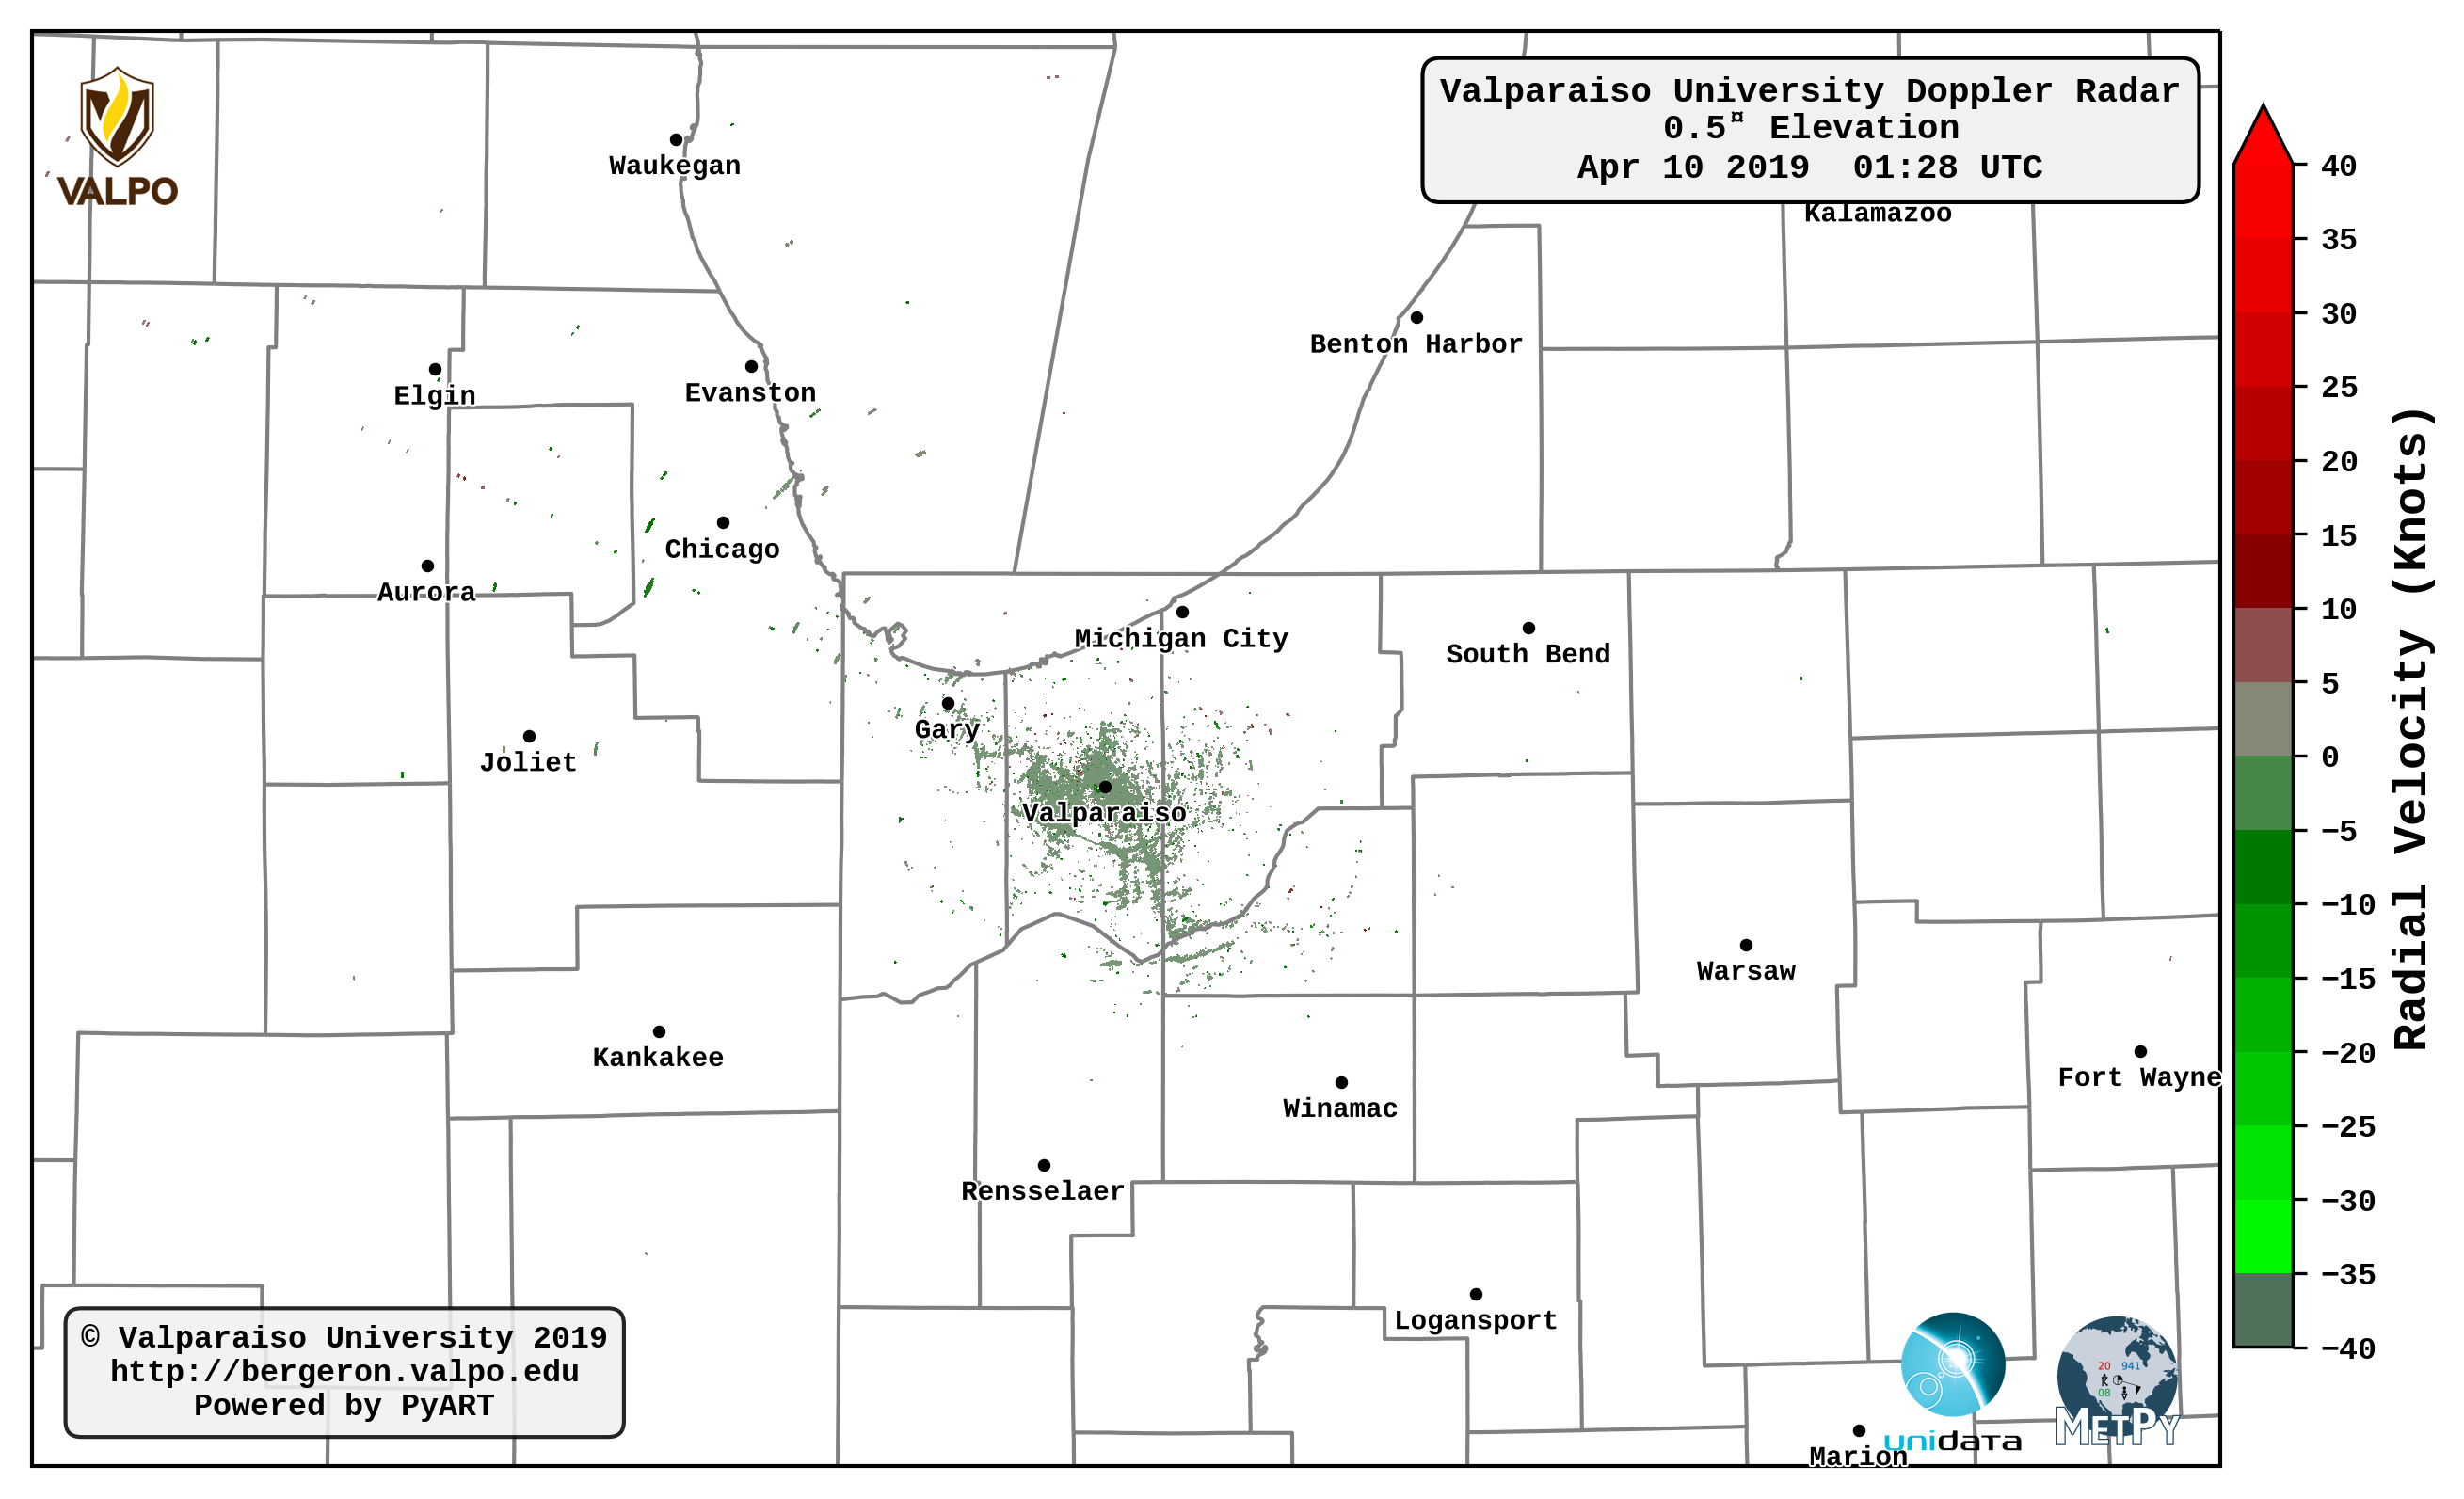 Valparaiso University Doppler Radar
0.5¤ Elevation
Apr 10 2019  01:28 UTC
VALPO
Waukegan
Kalamazoo
Benton Harbor
Elgin
Evanston
Chicago
Aurora
Michigan City
South Bend
Gary
Joliet
Valparaiso
Warsaw
Kankakee
Fort Wayne
Winamac
Rensselaer
Logansport
Marion
© Valparaiso University 2019
http://bergeron.valpo.edu
Powered by PyART
unidata
20 941
08
MetPy
40
35
30
25
20
15
10
5
0
−5
−10
−15
−20
−25
−30
−35
−40
Radial Velocity (Knots)